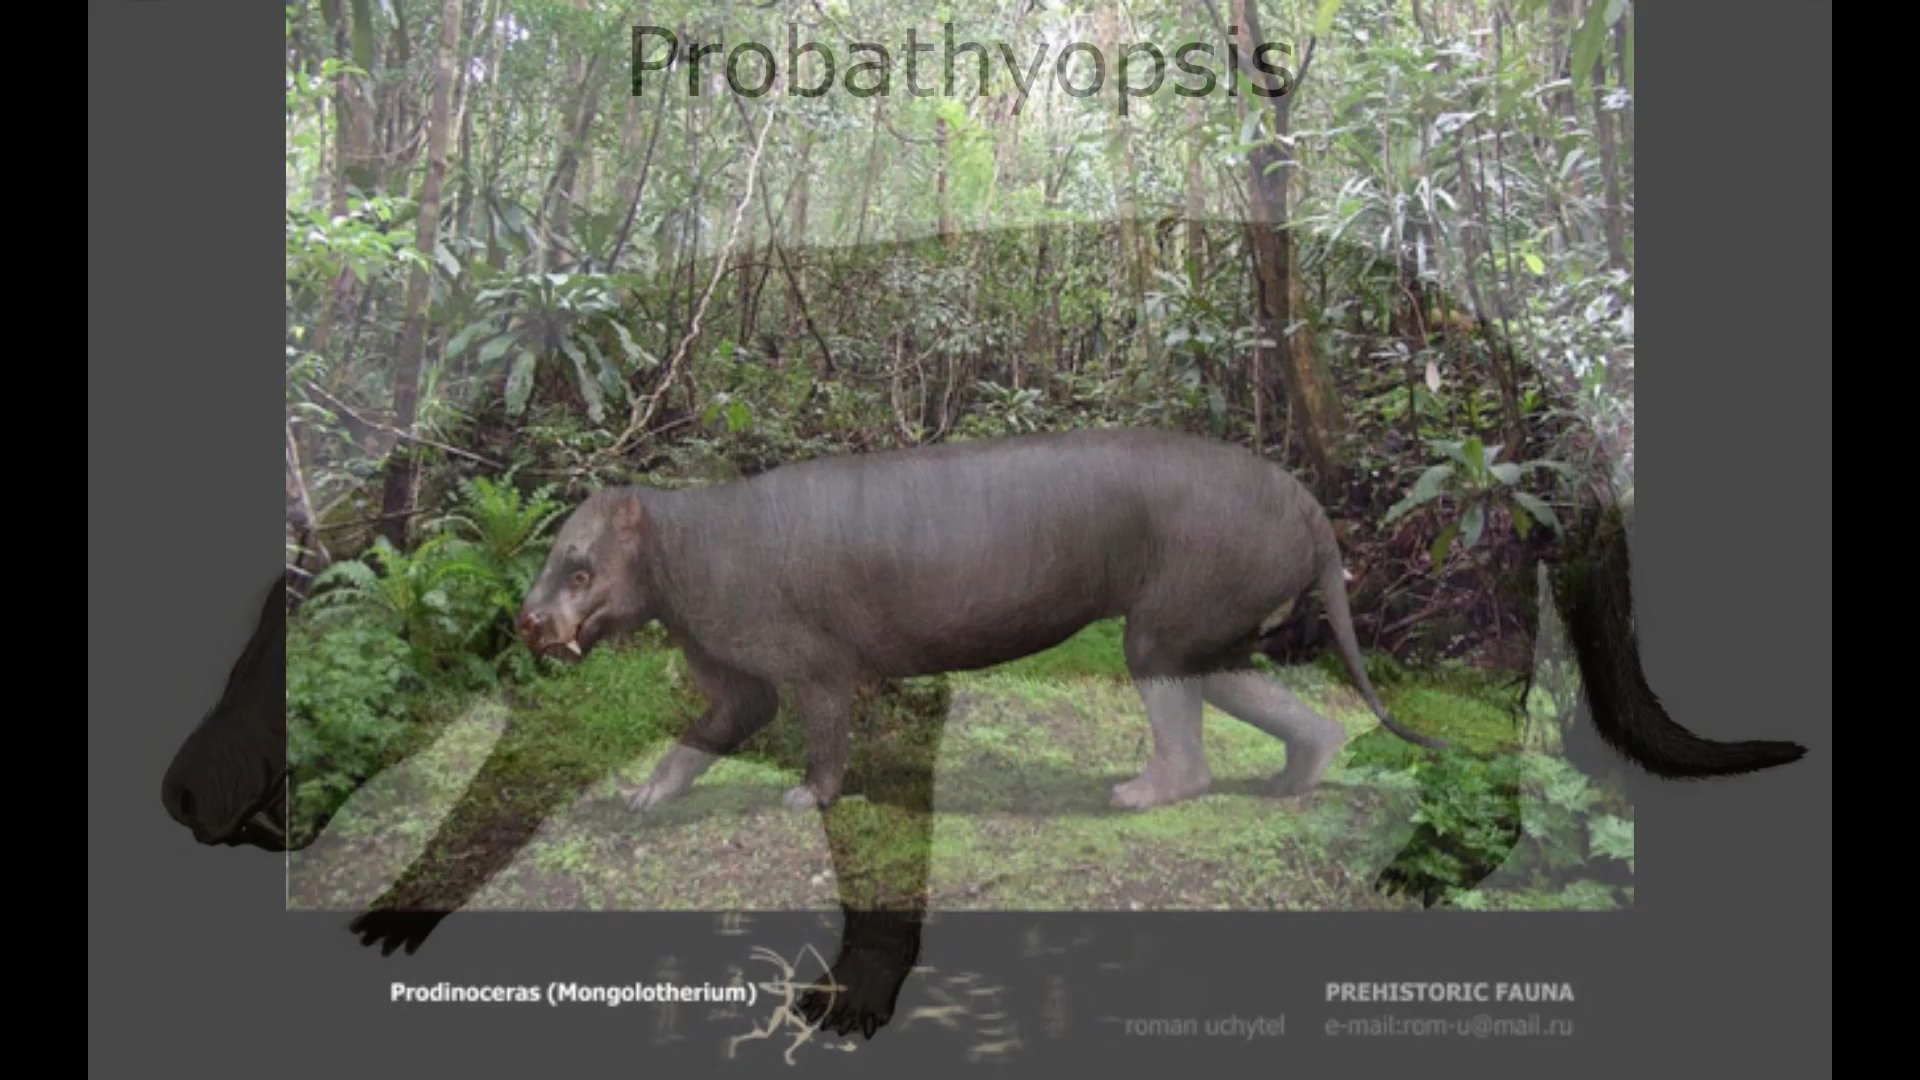 Probathyopsis
Prodinoceras (Mongolotherium)
PREHISTORIC FAUNA
roman uchytel
e-mail:rom-u@mail.ru